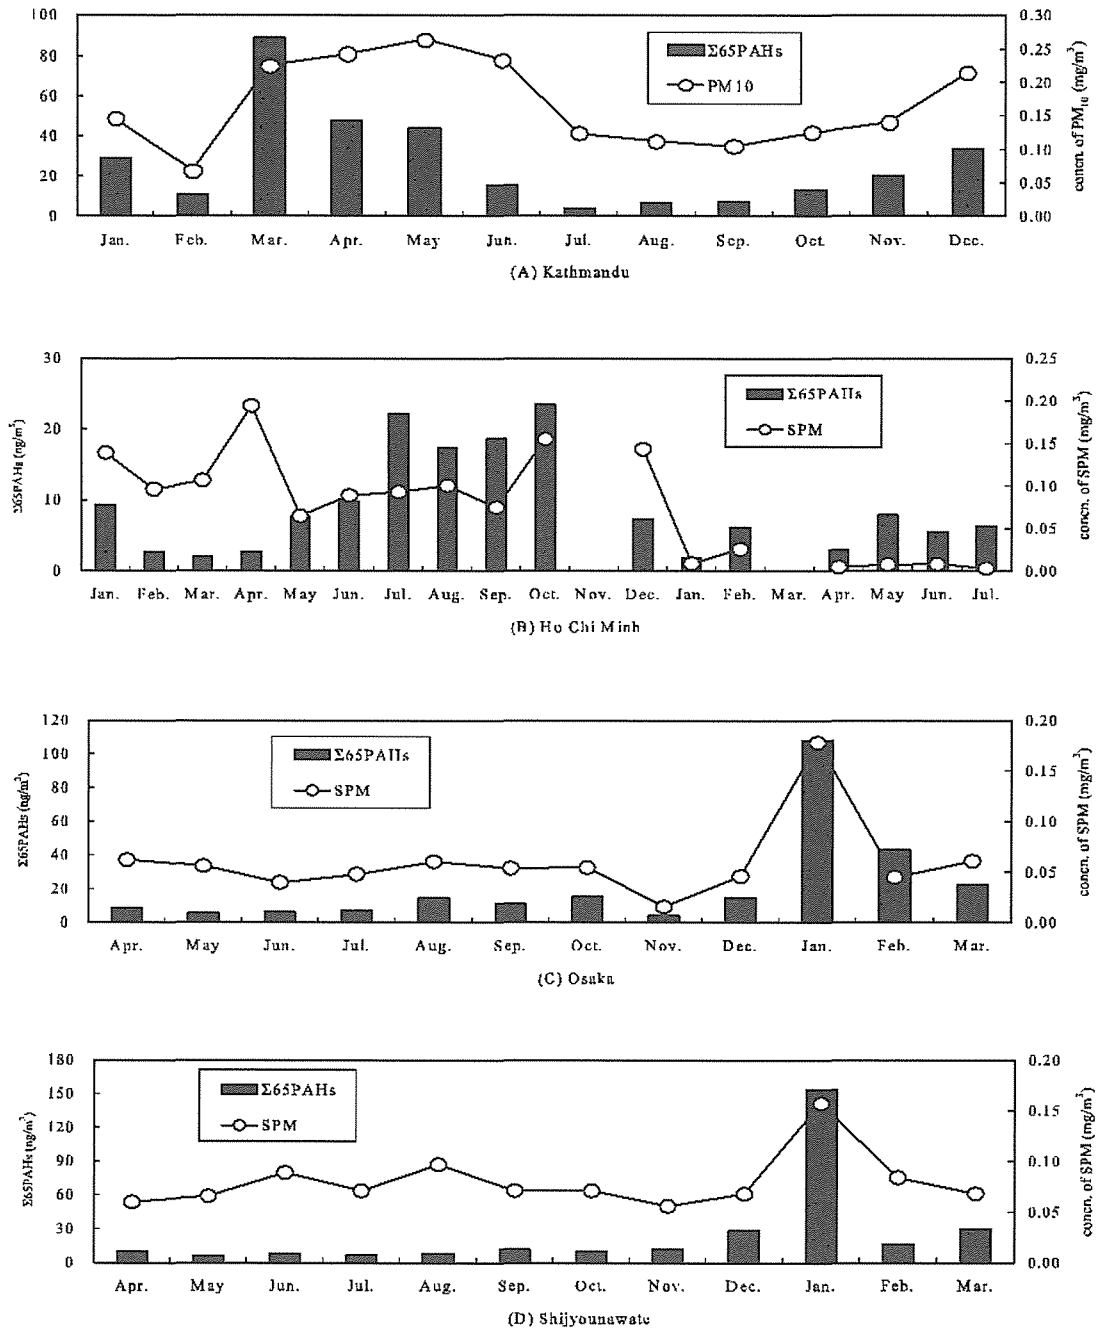 100
80
60
40
20
0
Σ65PAHs
PM10
0.30
0.25
0.20
0.15
0.10
0.05
0.00
concn. of PM10 (mg/m3)
Jan. Feb. Mar. Apr. May Jun. Jul. Aug. Sep. Oct. Nov. Dec.
(A) Kathmandu
Σ65PAHs (ng/m3)
30
20
10
0
Σ65PAHs
SPM
0.25
0.20
0.15
0.10
0.05
0.00
concn. of SPM (mg/m3)
Jan. Feb. Mar. Apr. May Jun. Jul. Aug. Sep. Oct. Nov. Dec. Jan. Feb. Mar. Apr. May Jun. Jul.
(B) Ho Chi Minh
Σ65PAHs (ng/m3)
120
100
80
60
40
20
0
Σ65PAHs
SPM
0.20
0.15
0.10
0.05
0.00
concn. of SPM (mg/m3)
Apr. May Jun. Jul. Aug. Sep. Oct. Nov. Dec. Jan. Feb. Mar.
(C) Osaka
Σ65PAHs (ng/m3)
180
150
120
90
60
30
0
Σ65PAHs
SPM
0.20
0.15
0.10
0.05
0.00
concn. of SPM (mg/m3)
Apr. May Jun. Jul. Aug. Sep. Oct. Nov. Dec. Jan. Feb. Mar.
(D) Shijyounawate